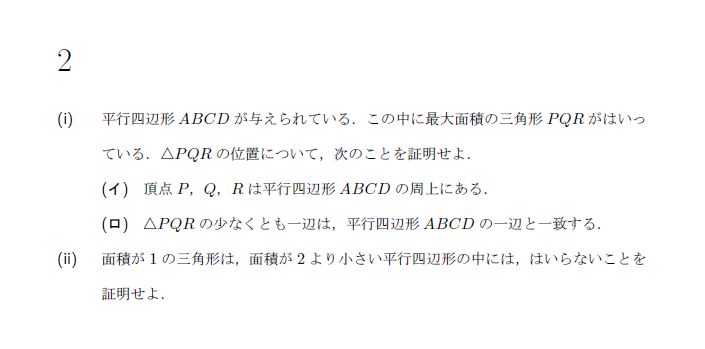 2
(i) 平行四辺形 ABCD が与えられている．この中に最大面積の三角形 PQR がはいっ
ている．△PQR の位置について，次のことを証明せよ．
(イ) 頂点 P，Q，R は平行四辺形 ABCD の周上にある．
(ロ) △PQR の少なくとも一辺は，平行四辺形 ABCD の一辺と一致する．
(ii) 面積が 1 の三角形は，面積が 2 より小さい平行四辺形の中には，はいらないことを
証明せよ．